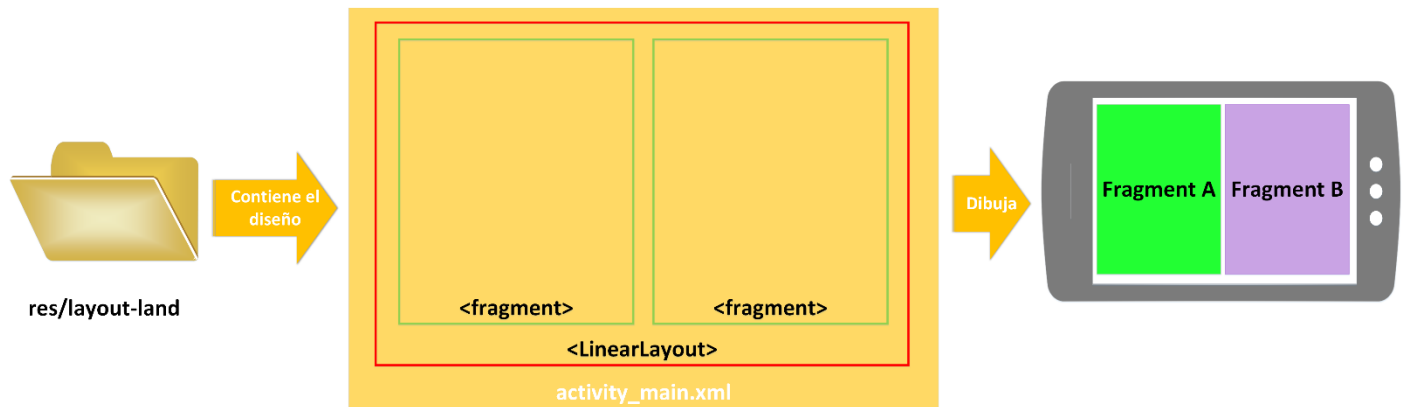 res/layout-land
Contiene el
diseño
<fragment>
<fragment>
<LinearLayout>
activity_main.xml
Dibuja
Fragment A
Fragment B